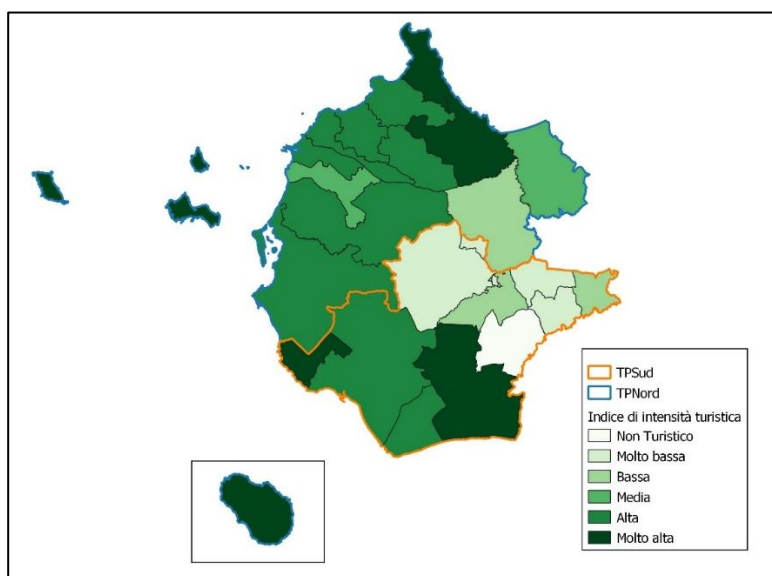 TPSud
TPNord
Indice di intensità turistica
Non Turistico
Molto bassa
Bassa
Media
Alta
Molto alta